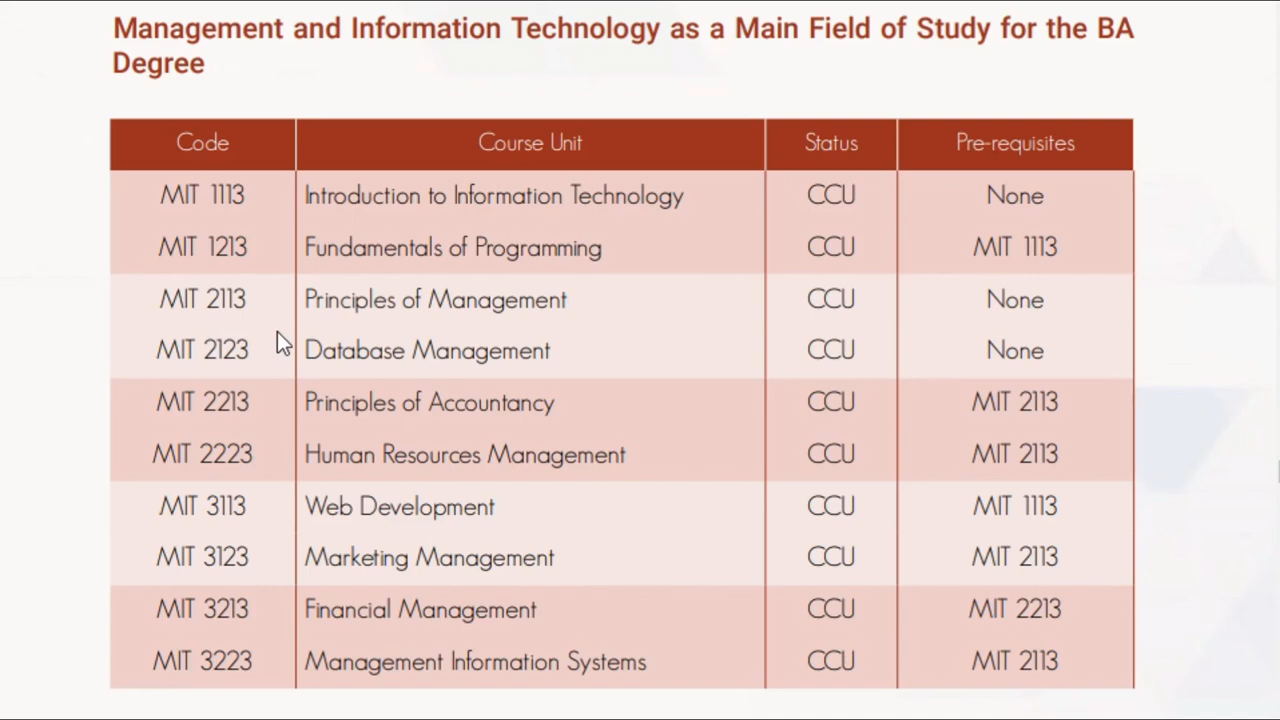 Management and Information Technology as a Main Field of Study for the BA
Degree
Code Course Unit Status Pre-requisites
MIT 1113 Introduction to Information Technology CCU None
MIT 1213 Fundamentals of Programming CCU MIT 1113
MIT 2113 Principles of Management CCU None
MIT 2123 Database Management CCU None
MIT 2213 Principles of Accountancy CCU MIT 2113
MIT 2223 Human Resources Management CCU MIT 2113
MIT 3113 Web Development CCU MIT 1113
MIT 3123 Marketing Management CCU MIT 2113
MIT 3213 Financial Management CCU MIT 2213
MIT 3223 Management Information Systems CCU MIT 2113